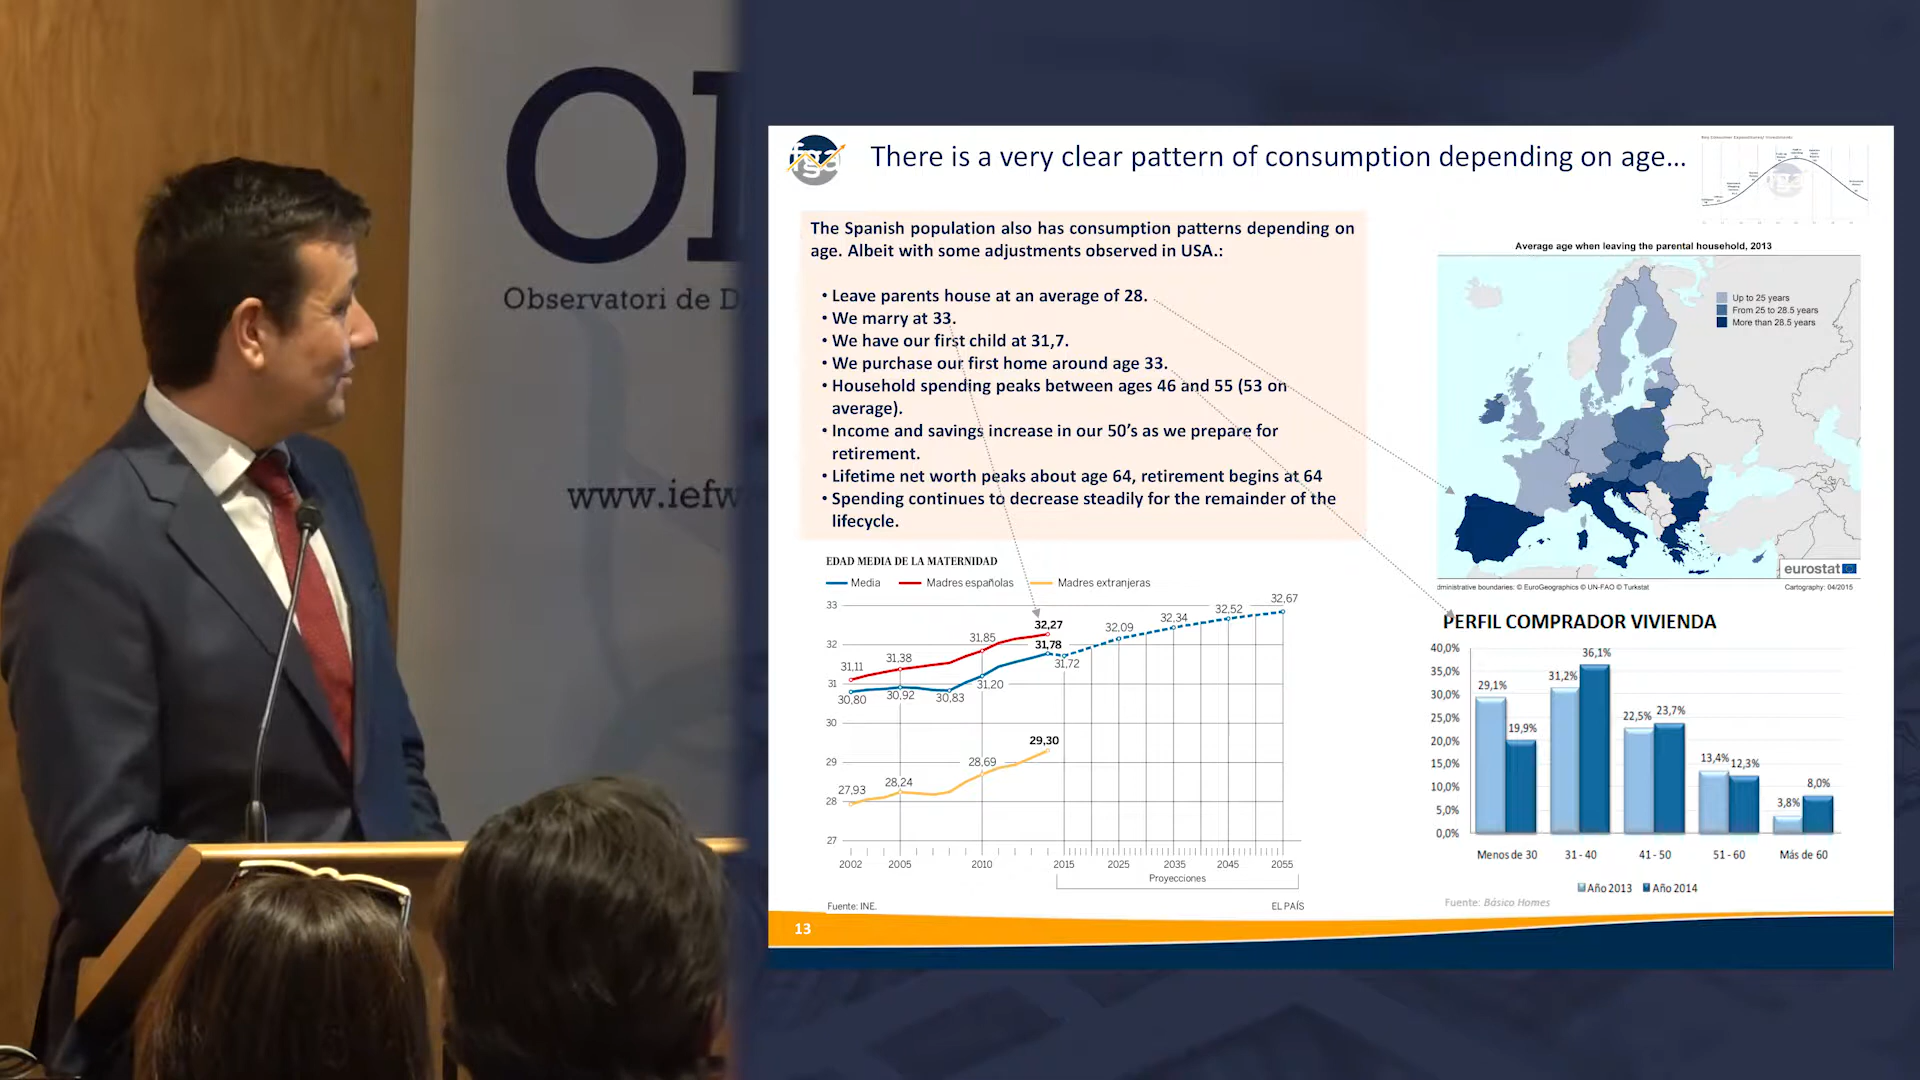 OI
Observatori de D
www.iefw
fga
There is a very clear pattern of consumption depending on age...
The Spanish population also has consumption patterns depending on
age. Albeit with some adjustments observed in USA.:
• Leave parents house at an average of 28.
• We marry at 33.
• We have our first child at 31,7.
• We purchase our first home around age 33.
• Household spending peaks between ages 46 and 55 (53 on
average).
• Income and savings increase in our 50's as we prepare for
retirement.
• Lifetime net worth peaks about age 64, retirement begins at 64
• Spending continues to decrease steadily for the remainder of the
lifecycle.
Average age when leaving the parental household, 2013
Up to 25 years
From 25 to 28.5 years
More than 28.5 years
eurostat
dministrative boundaries: © EuroGeographics © UN-FAO © Turkstat
Cartography: 04/2015
EDAD MEDIA DE LA MATERNIDAD
Media Madres españolas Madres extranjeras
33
32
31
30
29
28
27
31,11
31,38
31,85
32,27
30,80
30,92
30,83
31,20
31,78
31,72
32,09
32,34
32,52
32,67
27,93
28,24
28,69
29,30
2002 2005 2010 2015 2025 2035 2045 2055
Proyecciones
Fuente: INE.
EL PAÍS
PERFIL COMPRADOR VIVIENDA
40,0%
35,0%
30,0%
25,0%
20,0%
15,0%
10,0%
5,0%
0,0%
29,1%
19,9%
31,2%
36,1%
22,5%
23,7%
13,4%
12,3%
3,8%
8,0%
Menos de 30 31 - 40 41 - 50 51 - 60 Más de 60
Año 2013 Año 2014
Fuente: Básico Homes
13